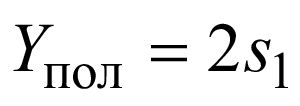 Yпол = 2s1